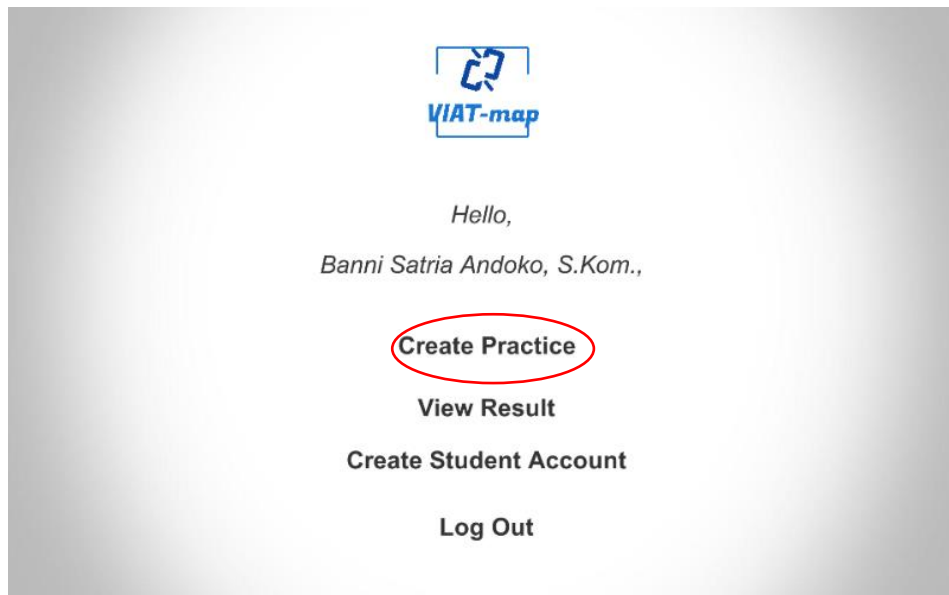 VIAT-map
Hello,
Banni Satria Andoko, S.Kom.,
Create Practice
View Result
Create Student Account
Log Out